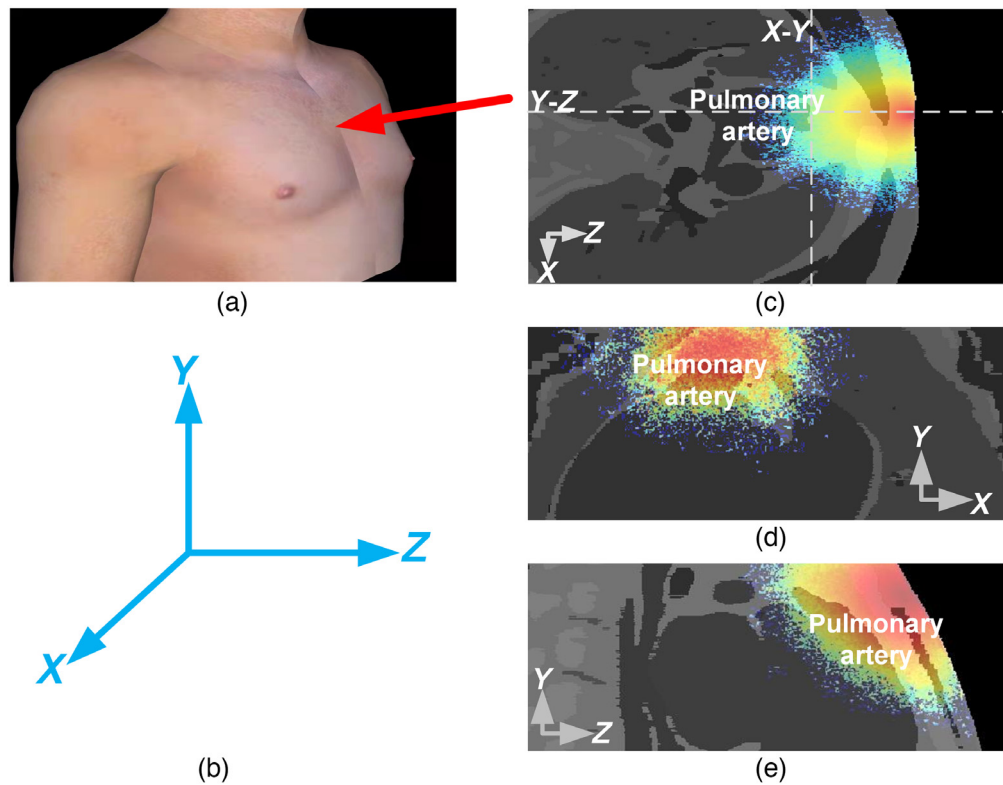 (a)
Y
Z
X
(b)
X-Y
Y-Z
Pulmonary
artery
Z
X
(c)
Pulmonary
artery
Y
X
(d)
Pulmonary
artery
Y
Z
(e)